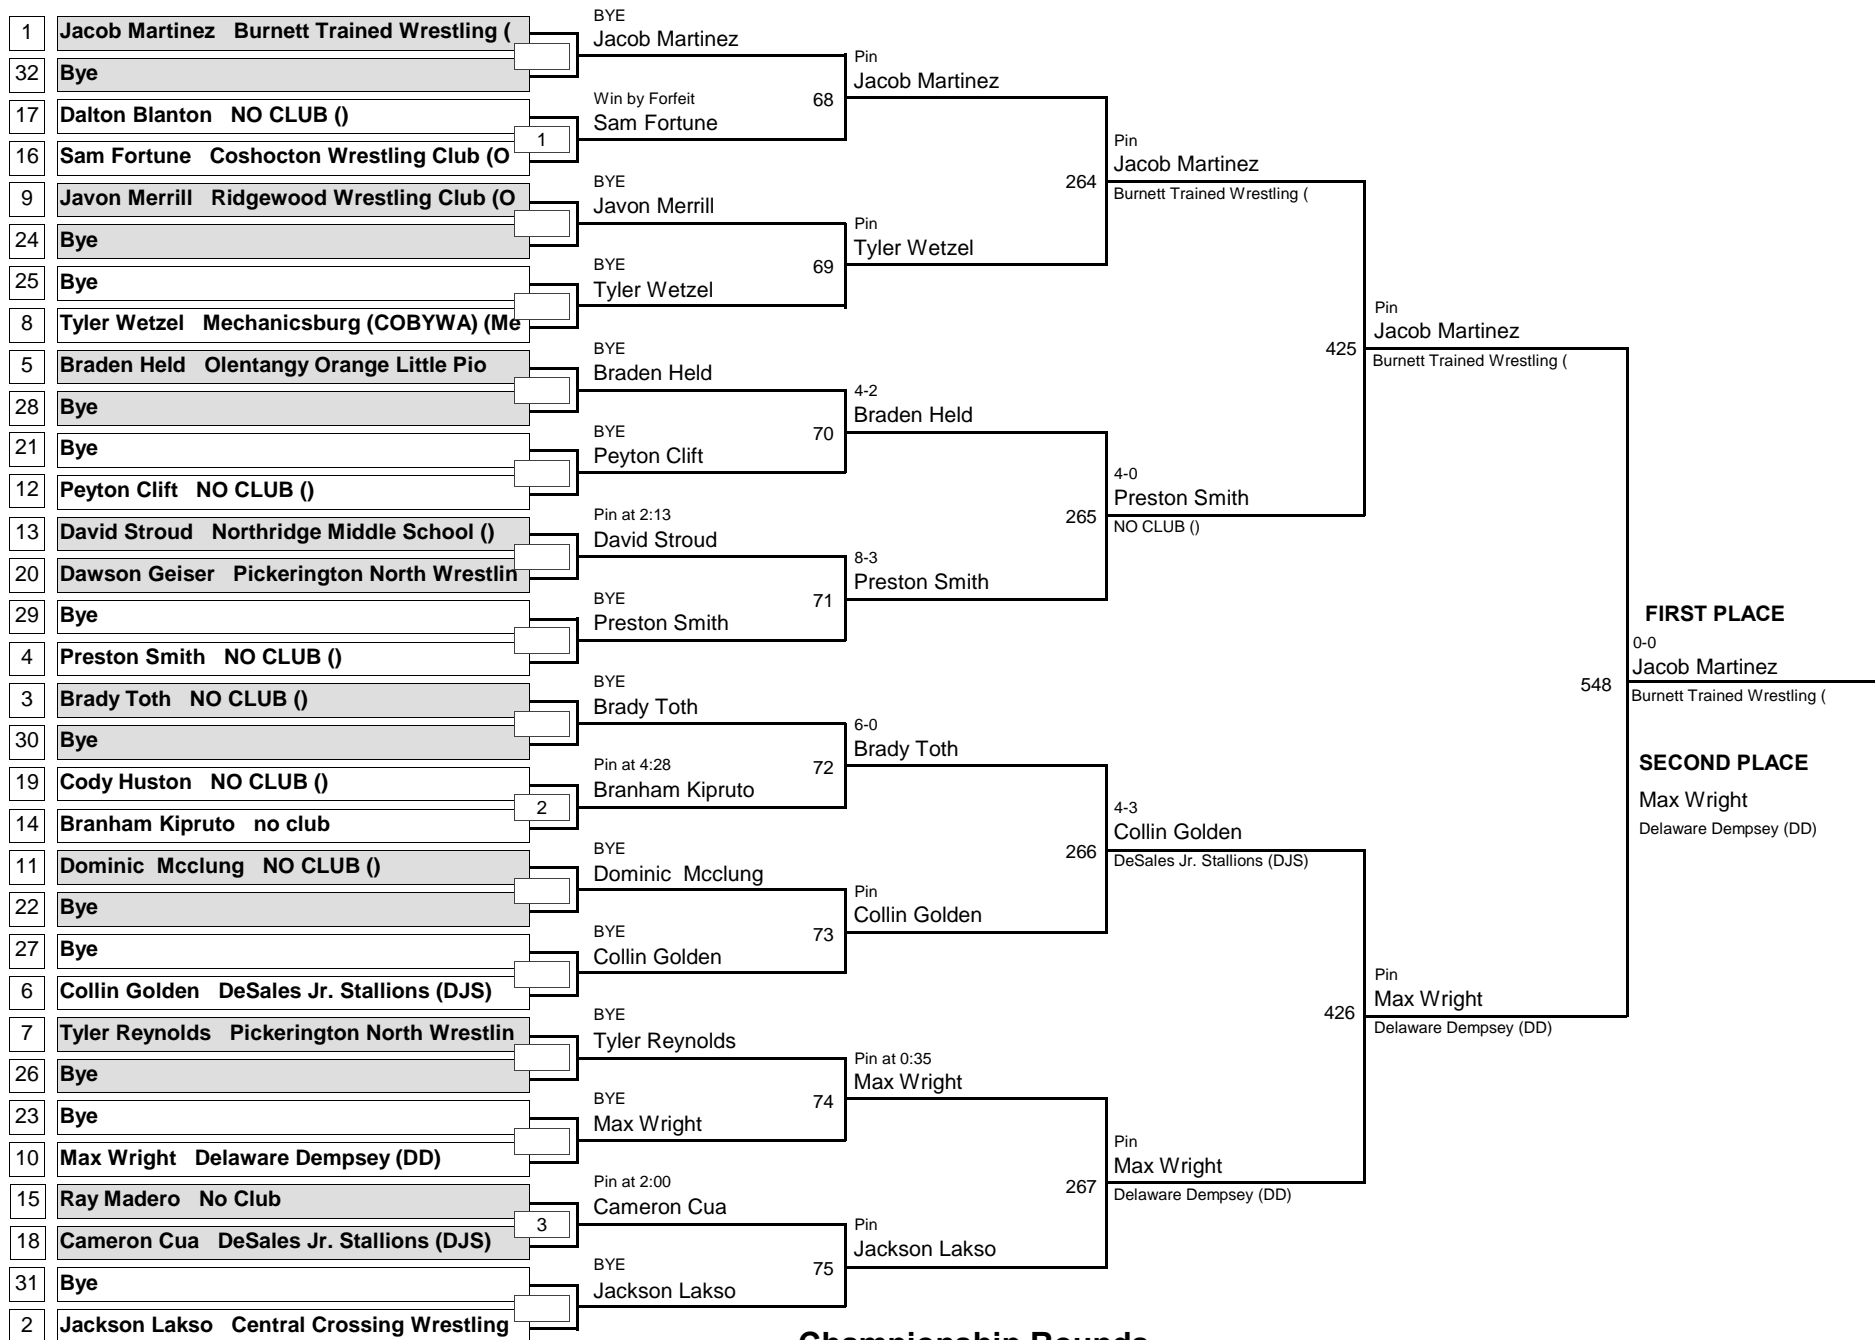 1 Jacob Martinez Burnett Trained Wrestling (
32 Bye
17 Dalton Blanton NO CLUB ()
16 Sam Fortune Coshocton Wrestling Club (O
1
9 Javon Merrill Ridgewood Wrestling Club (O
24 Bye
25 Bye
8 Tyler Wetzel Mechanicsburg (COBYWA) (Me
5 Braden Held Olentangy Orange Little Pio
28 Bye
21 Bye
12 Peyton Clift NO CLUB ()
13 David Stroud Northridge Middle School ()
20 Dawson Geiser Pickerington North Wrestlin
29 Bye
4 Preston Smith NO CLUB ()
3 Brady Toth NO CLUB ()
30 Bye
19 Cody Huston NO CLUB ()
2
14 Branham Kipruto no club
11 Dominic Mcclung NO CLUB ()
22 Bye
27 Bye
6 Collin Golden DeSales Jr. Stallions (DJS)
7 Tyler Reynolds Pickerington North Wrestlin
26 Bye
23 Bye
10 Max Wright Delaware Dempsey (DD)
15 Ray Madero No Club
3
18 Cameron Cua DeSales Jr. Stallions (DJS)
31 Bye
2 Jackson Lakso Central Crossing Wrestling
BYE
Jacob Martinez
Win by Forfeit
Sam Fortune
68
BYE
Javon Merrill
BYE
Tyler Wetzel
69
BYE
Braden Held
BYE
Peyton Clift
70
Pin at 2:13
David Stroud
BYE
Preston Smith
71
BYE
Brady Toth
Pin at 4:28
Branham Kipruto
72
BYE
Dominic Mcclung
BYE
Collin Golden
73
BYE
Tyler Reynolds
BYE
Max Wright
74
Pin at 2:00
Cameron Cua
BYE
Jackson Lakso
75
Pin
Jacob Martinez
264
Pin
Tyler Wetzel
4-2
Braden Held
265
8-3
Preston Smith
6-0
Brady Toth
266
Pin
Collin Golden
Pin at 0:35
Max Wright
267
Pin
Jackson Lakso
Pin
Jacob Martinez
Burnett Trained Wrestling (
425
4-0
Preston Smith
NO CLUB ()
4-3
Collin Golden
DeSales Jr. Stallions (DJS)
426
Pin
Max Wright
Delaware Dempsey (DD)
Pin
Jacob Martinez
Burnett Trained Wrestling (
548
Pin
Max Wright
Delaware Dempsey (DD)
FIRST PLACE
0-0
Jacob Martinez
Burnett Trained Wrestling (
SECOND PLACE
Max Wright
Delaware Dempsey (DD)
Championship Rounds